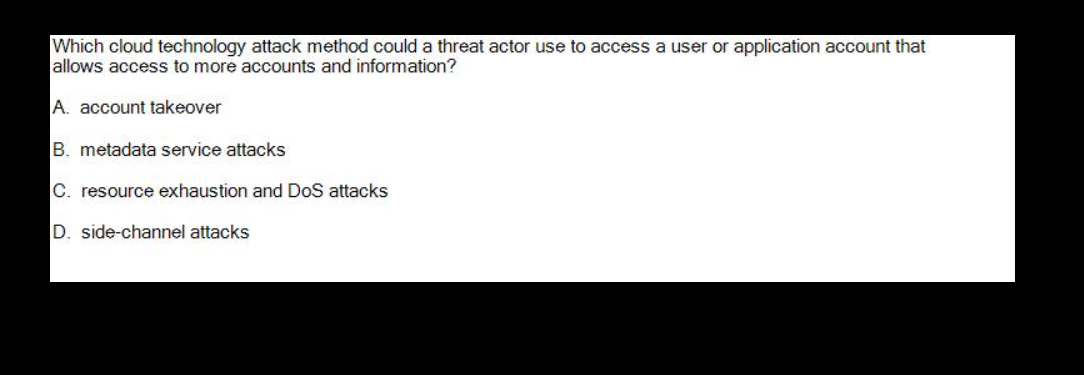 Which cloud technology attack method could a threat actor use to access a user or application account that
allows access to more accounts and information?
A. account takeover
B. metadata service attacks
C. resource exhaustion and DoS attacks
D. side-channel attacks